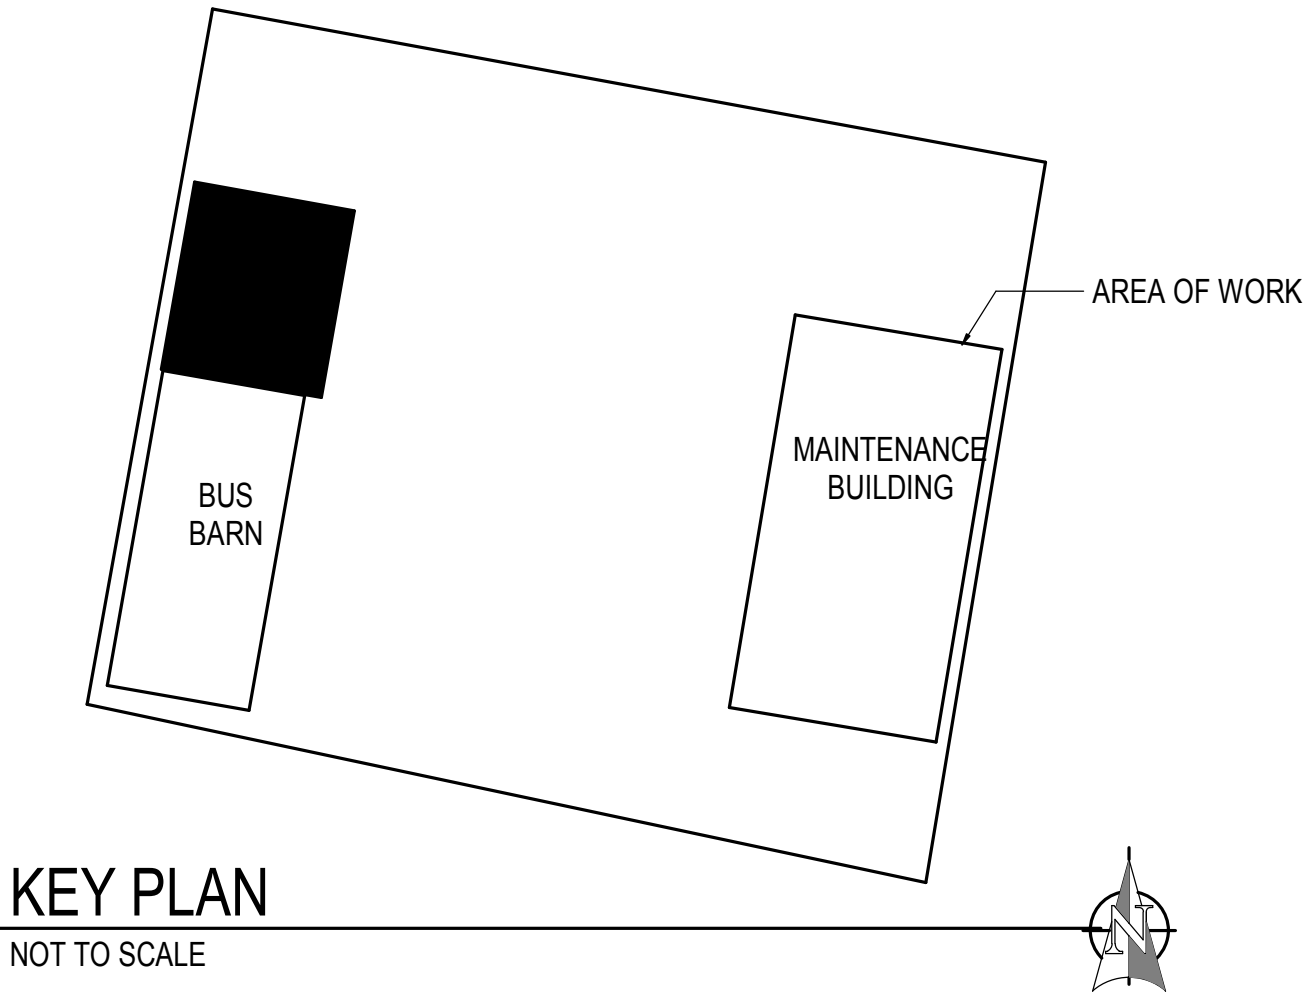 AREA OF WORK
MAINTENANCE
BUILDING
BUS
BARN
KEY PLAN
NOT TO SCALE
N